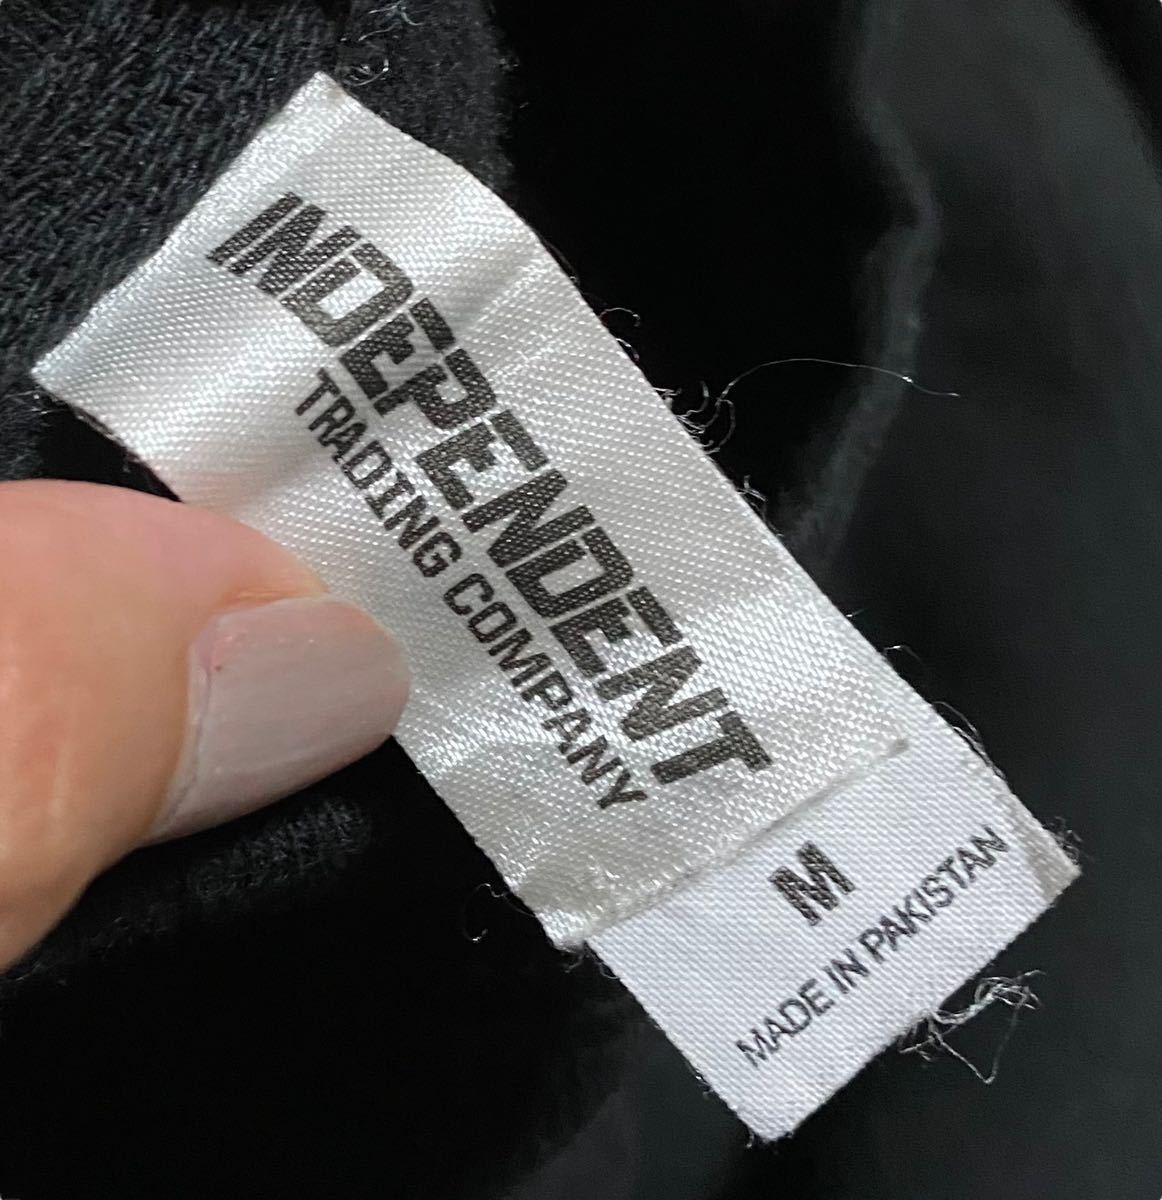 INDEPENDENT
TRADING COMPANY
M
MADE IN PAKISTAN